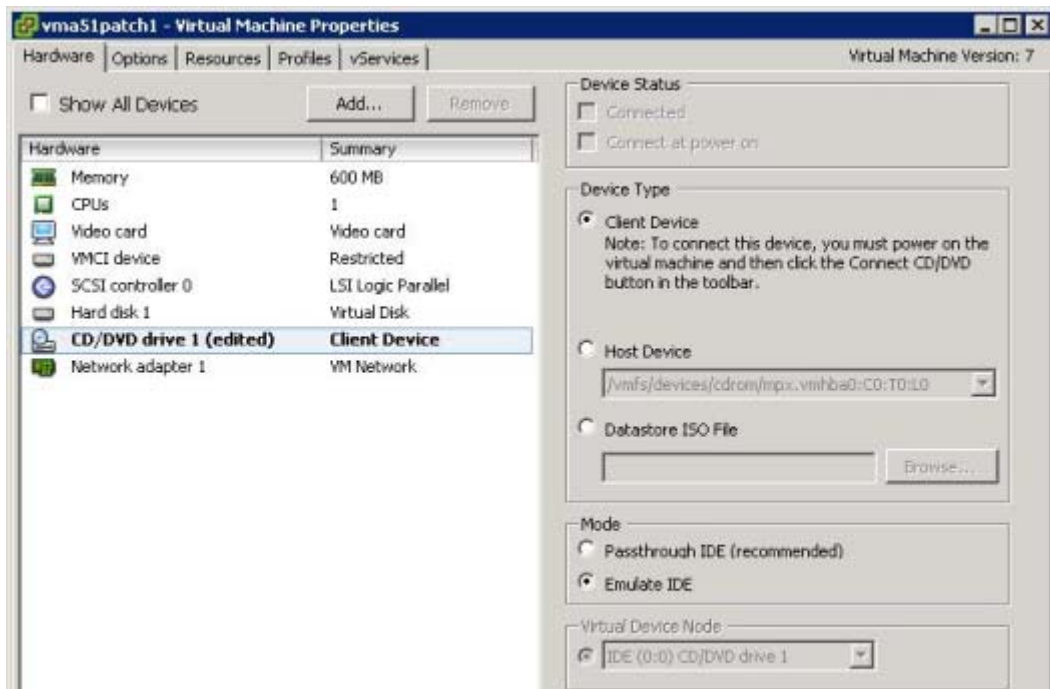 vma51patch1 - Virtual Machine Properties
Hardware Options Resources Profiles vServices Virtual Machine Version: 7
Show All Devices Add... Remove
Hardware Summary
Memory 600 MB
CPUs 1
Video card Video card
VMCI device Restricted
SCSI controller 0 LSI Logic Parallel
Hard disk 1 Virtual Disk
CD/DVD drive 1 (edited) Client Device
Network adapter 1 VM Network
Device Status
Connected
Connect at power on
Device Type
Client Device
Note: To connect this device, you must power on the
virtual machine and then click the Connect CD/DVD
button in the toolbar.
Host Device
/vmfs/devices/cdrom/mpx.vmhba0:C0:T0:L0
Datastore ISO File
Browse...
Mode
Passthrough IDE (recommended)
Emulate IDE
Virtual Device Node
IDE (0:0) CD/DVD drive 1